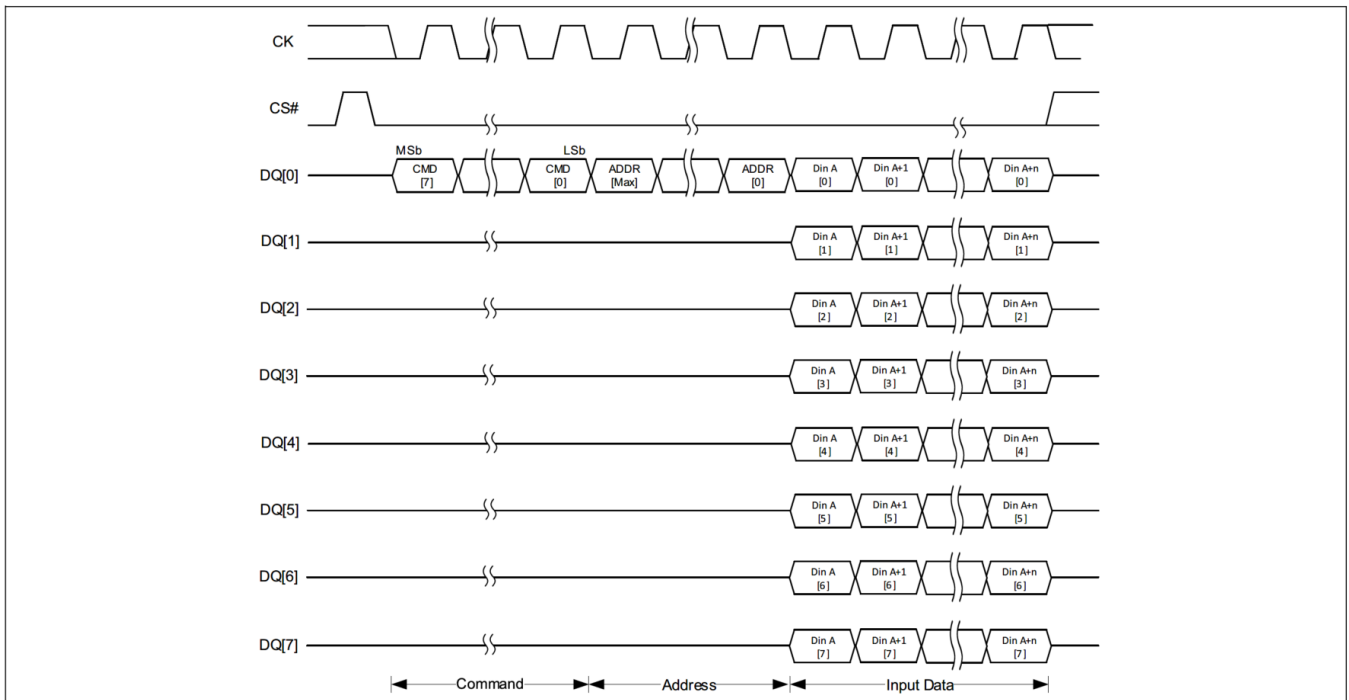 CK
CS#
MSb LSb
DQ[0] CMD [7] CMD [0] ADDR [Max] ADDR [0] Din A [0] Din A+1 [0] Din A+n [0]
DQ[1] Din A [1] Din A+1 [1] Din A+n [1]
DQ[2] Din A [2] Din A+1 [2] Din A+n [2]
DQ[3] Din A [3] Din A+1 [3] Din A+n [3]
DQ[4] Din A [4] Din A+1 [4] Din A+n [4]
DQ[5] Din A [5] Din A+1 [5] Din A+n [5]
DQ[6] Din A [6] Din A+1 [6] Din A+n [6]
DQ[7] Din A [7] Din A+1 [7] Din A+n [7]
Command Address Input Data